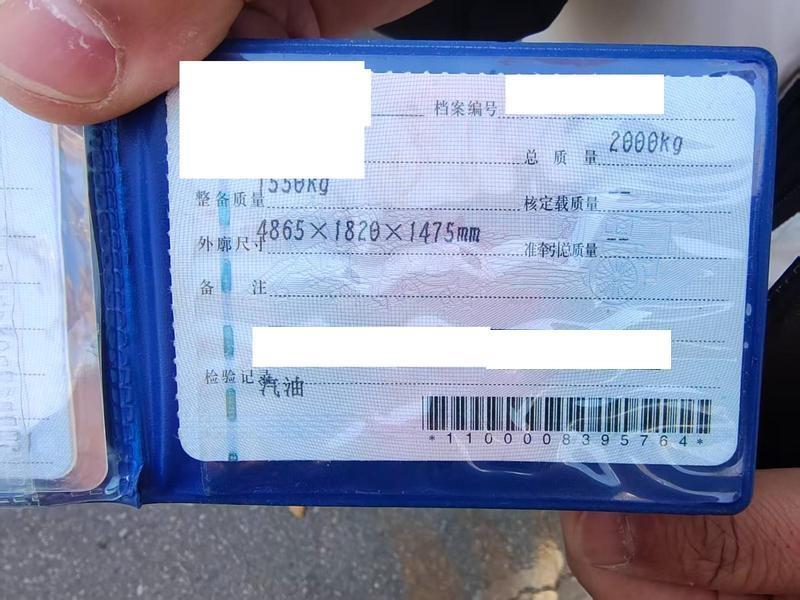 档案编号
总质量 2000kg
整备质量 1550kg 核定载质量 --
外廓尺寸 4865×1820×1475mm 准牵引总质量 --
备注
检验记录 汽油
*1100008395764*